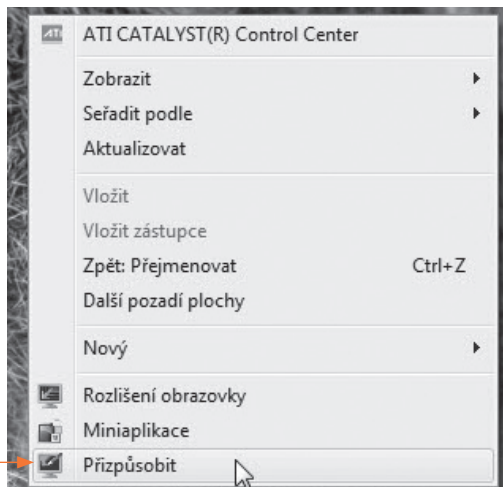 ATI ATI CATALYST(R) Control Center
Zobrazit
Seřadit podle
Aktualizovat
Vložit
Vložit zástupce
Zpět: Přejmenovat Ctrl+Z
Další pozadí plochy
Nový
Rozlišení obrazovky
Miniaplikace
Přizpůsobit